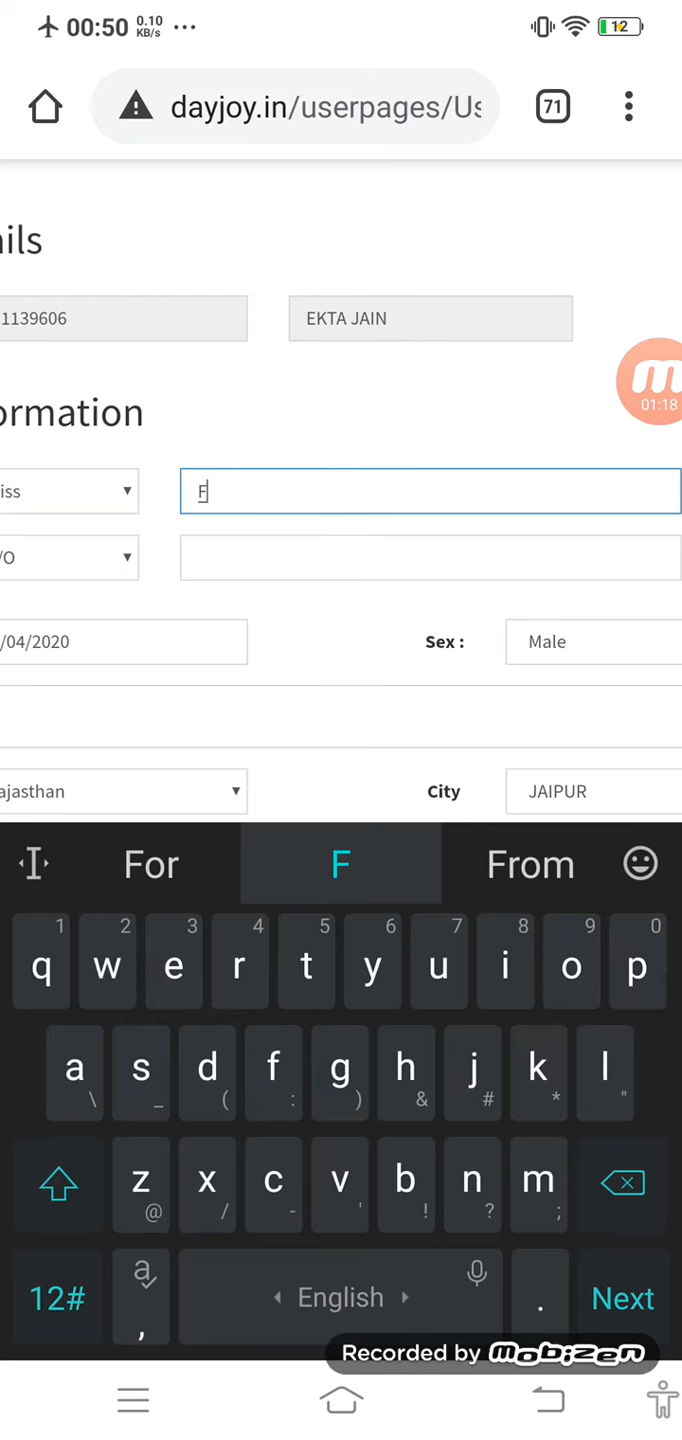 00:50 0.10 KB/s ... 12
dayjoy.in/userpages/Us 71
ils
1139606 EKTA JAIN
01:18
ormation
iss F
/O
/04/2020 Sex : Male
ajasthan City JAIPUR
For F From
1 2 3 4 5 6 7 8 9 0
q w e r t y u i o p
a s d f g h j k l
\ _ ( : ) & # * "
z x c v b n m
@ / - ' ! ? ;
12# a , English . Next
Recorded by mobizen